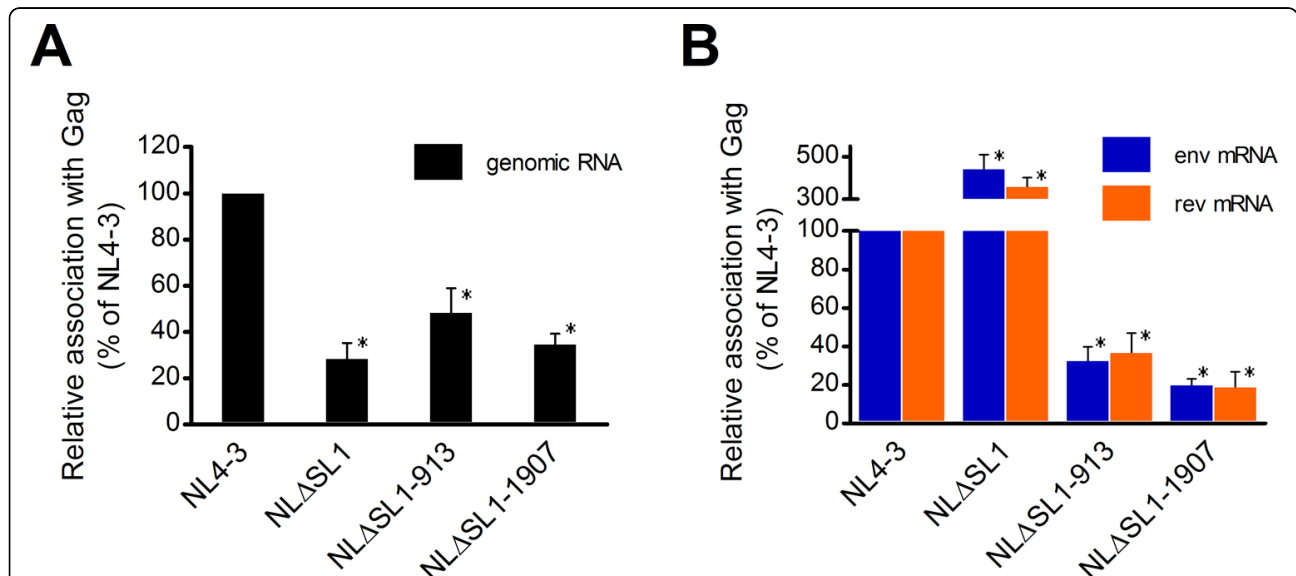 A
Relative association with Gag
(% of NL4-3)
120
100
80
60
40
20
0
genomic RNA
*
*
*
NL4-3
NLΔSL1
NLΔSL1-913
NLΔSL1-1907
B
Relative association with Gag
(% of NL4-3)
500
300
100
80
60
40
20
0
env mRNA
rev mRNA
*
*
*
*
*
*
NL4-3
NLΔSL1
NLΔSL1-913
NLΔSL1-1907